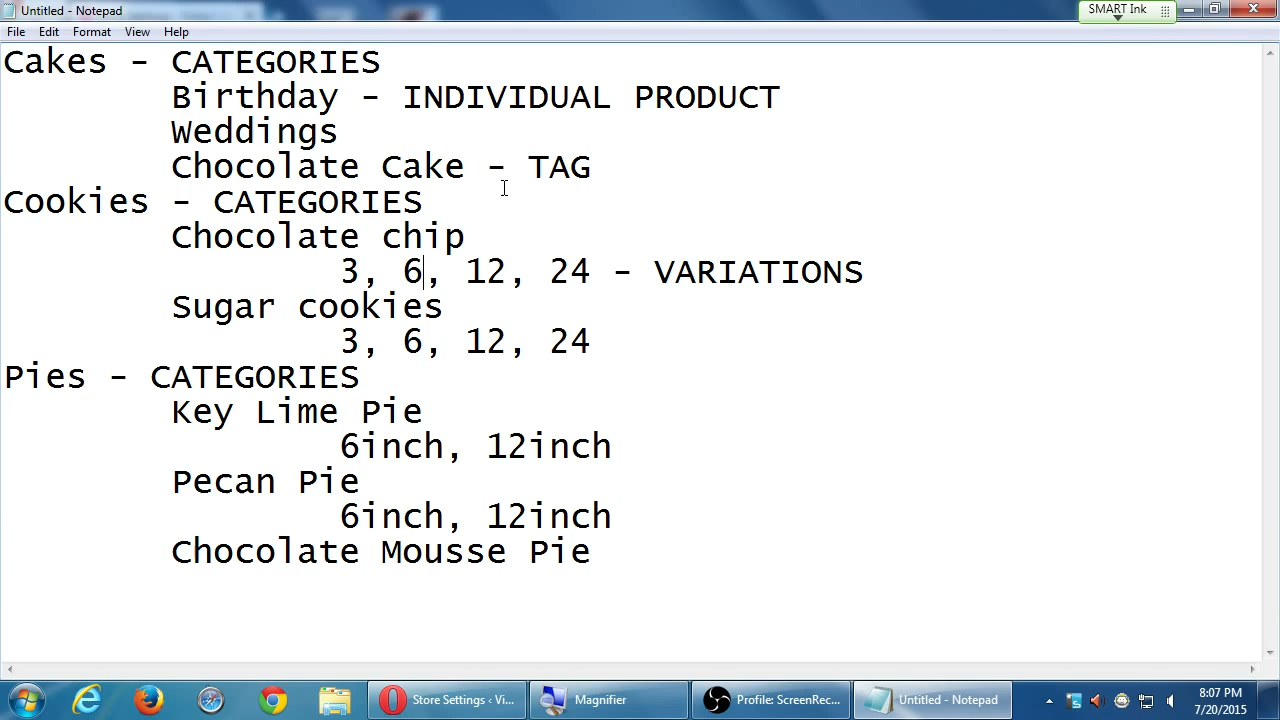 Untitled - Notepad
SMART Ink
File Edit Format View Help
Cakes - CATEGORIES
Birthday - INDIVIDUAL PRODUCT
Weddings
Chocolate Cake - TAG
Cookies - CATEGORIES
Chocolate chip
3, 6, 12, 24 - VARIATIONS
Sugar cookies
3, 6, 12, 24
Pies - CATEGORIES
Key Lime Pie
6inch, 12inch
Pecan Pie
6inch, 12inch
Chocolate Mousse Pie
Store Settings ‹ Vi... Magnifier Profile: ScreenRec... Untitled - Notepad 8:07 PM
7/20/2015